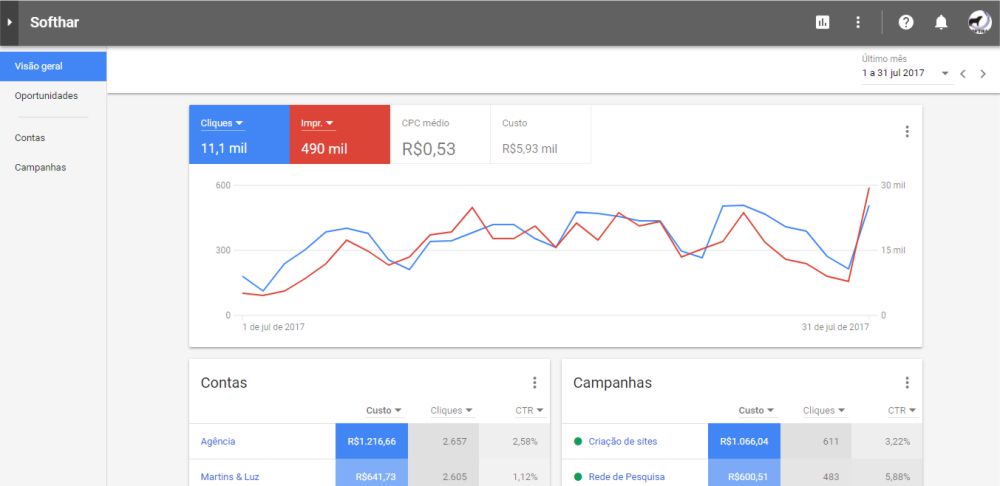 Softhar
Visão geral
Oportunidades
Contas
Campanhas
Último mês
1 a 31 jul 2017
Cliques
11,1 mil
Impr.
490 mil
CPC médio
R$0,53
Custo
R$5,93 mil
600
300
0
30 mil
15 mil
0
1 de jul de 2017
31 de jul de 2017
Contas
Custo Cliques CTR
Agência R$1.216,66 2.657 2,58%
Martins & Luz R$641,73 2.605 1,12%
Campanhas
Custo Cliques CTR
Criação de sites R$1.066,04 611 3,22%
Rede de Pesquisa R$600,51 483 5,88%